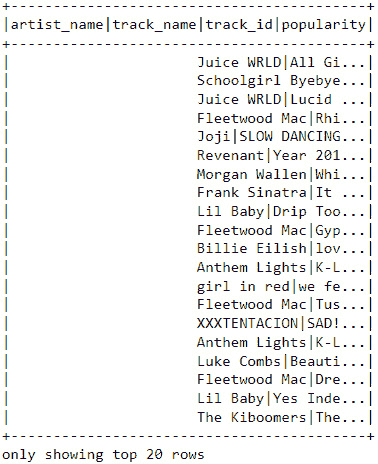 +--------------------------------------------+
|artist_name|track_name|track_id|popularity|
+--------------------------------------------+
| Juice WRLD|All Gi...|
| Schoolgirl Byebye...|
| Juice WRLD|Lucid ...|
| Fleetwood Mac|Rhi...|
| Joji|SLOW DANCING...|
| Revenant|Year 201...|
| Morgan Wallen|Whi...|
| Frank Sinatra|It ...|
| Lil Baby|Drip Too...|
| Fleetwood Mac|Gyp...|
| Billie Eilish|lov...|
| Anthem Lights|K-L...|
| girl in red|we fe...|
| Fleetwood Mac|Tus...|
| XXXTENTACION|SAD!...|
| Anthem Lights|K-L...|
| Luke Combs|Beauti...|
| Fleetwood Mac|Dre...|
| Lil Baby|Yes Inde...|
| The Kiboomers|The...|
+--------------------------------------------+
only showing top 20 rows